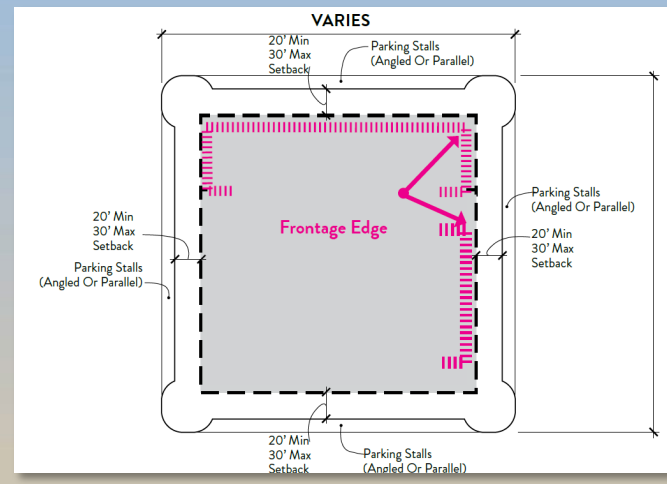 VARIES
20' Min
30' Max
Setback
Parking Stalls
(Angled Or Parallel)
Frontage Edge
20' Min
30' Max
Setback
Parking Stalls
(Angled Or Parallel)
Parking Stalls
(Angled Or Parallel)
20' Min
30' Max
Setback
20' Min
30' Max
Setback
Parking Stalls
(Angled Or Parallel)